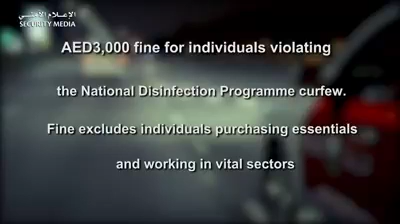 الإعلام الأمني
SECURITY MEDIA
AED3,000 fine for individuals violating
the National Disinfection Programme curfew.
Fine excludes individuals purchasing essentials
and working in vital sectors